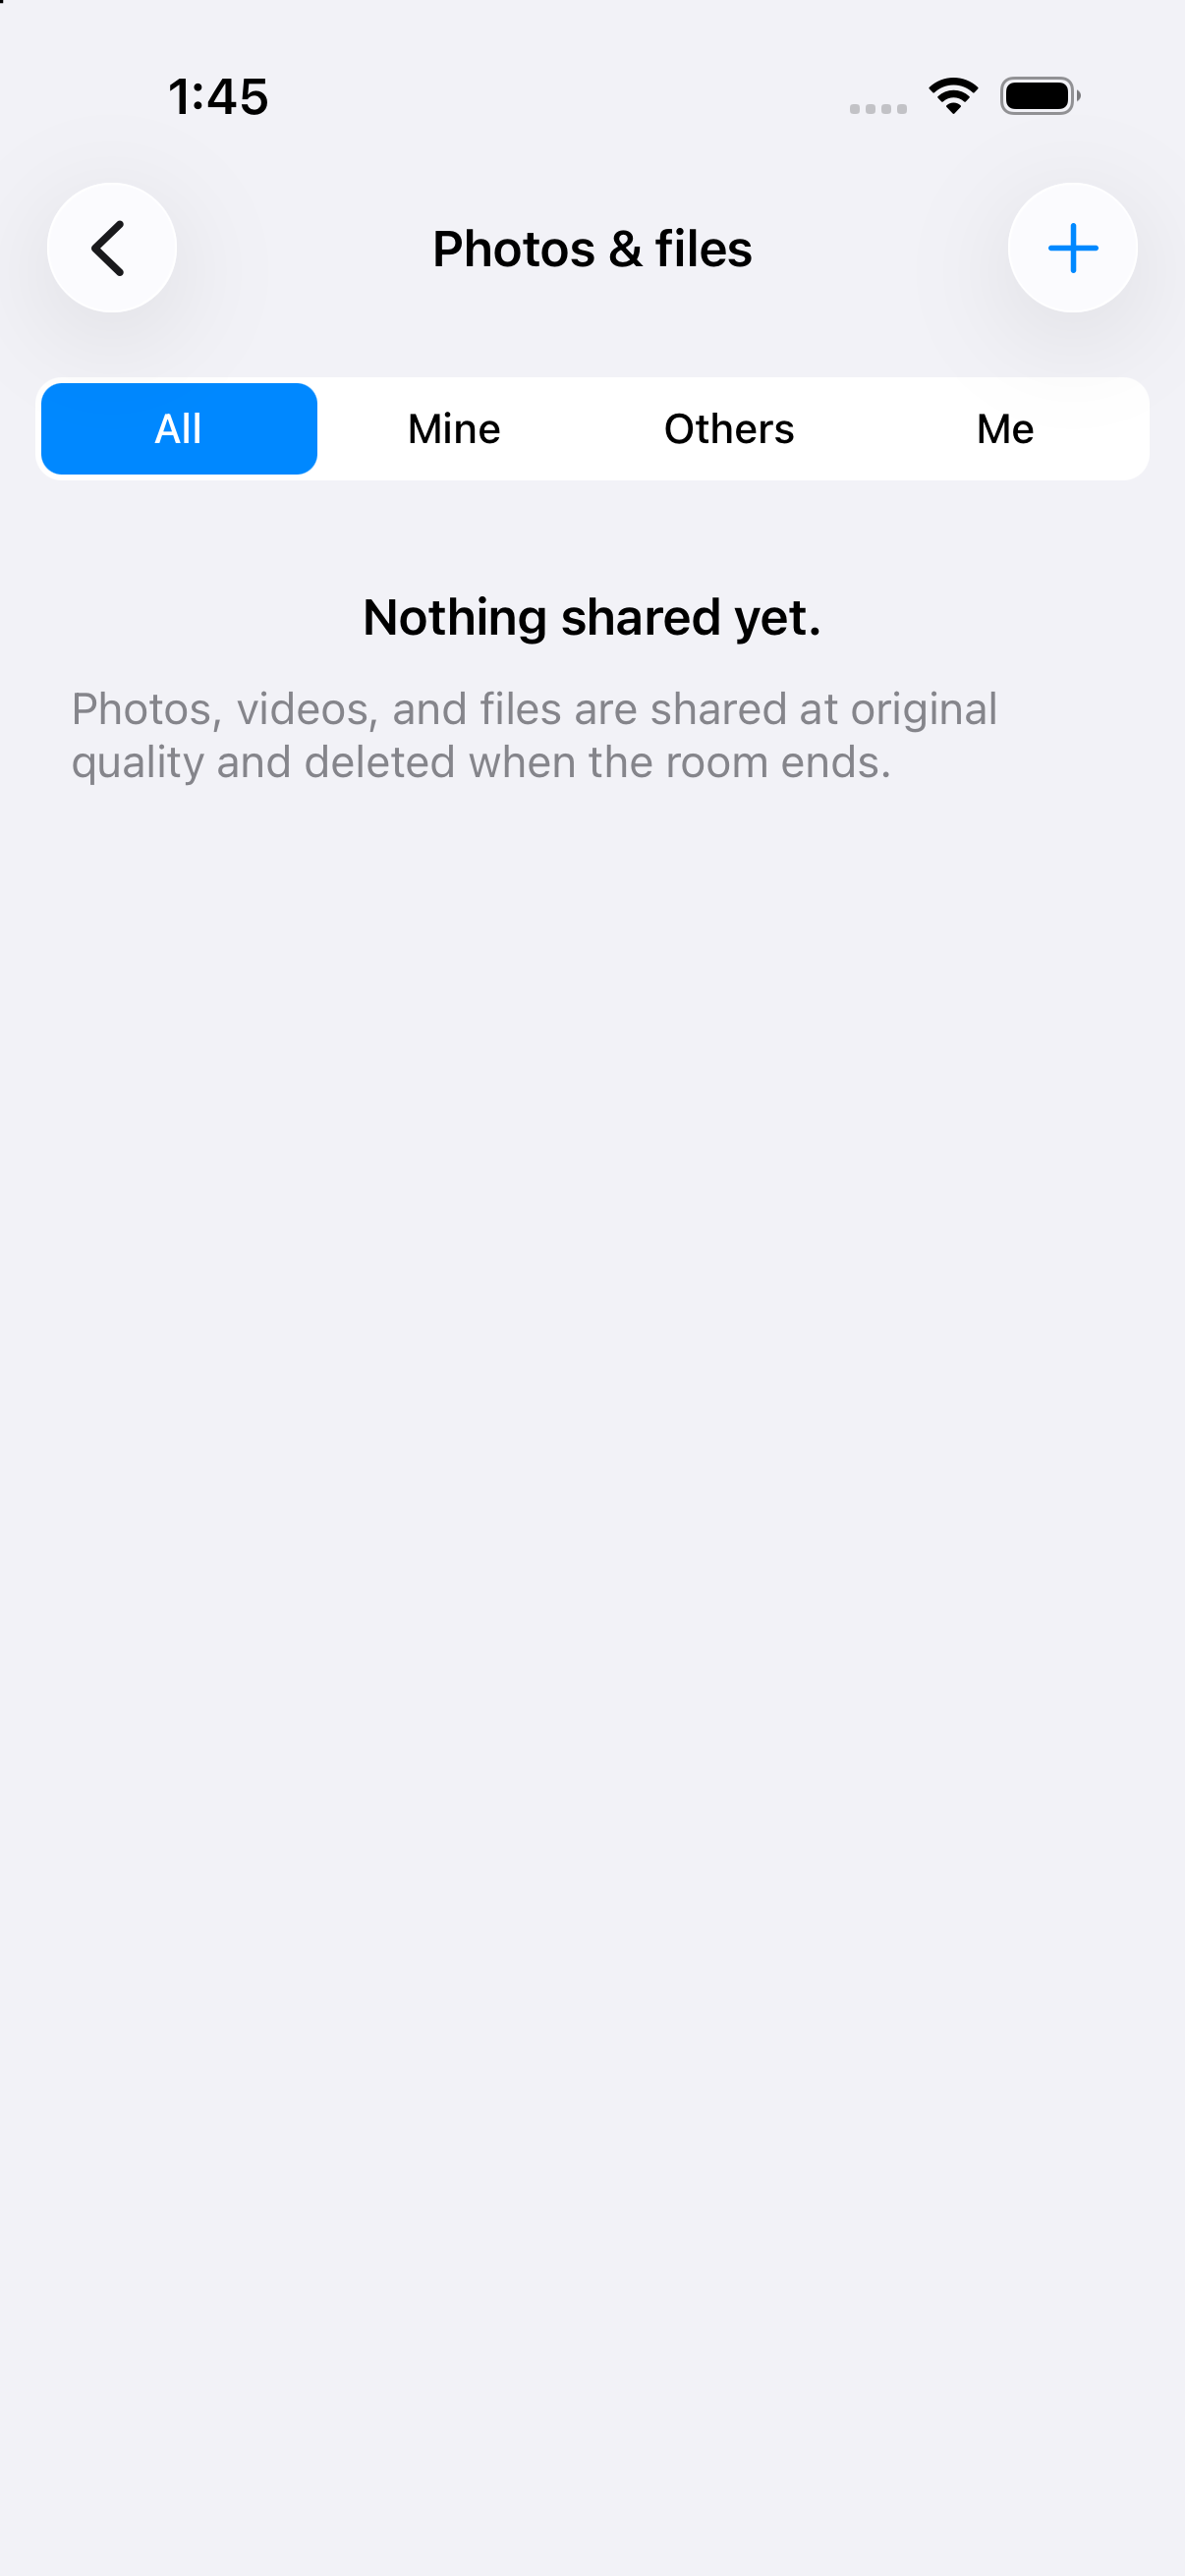 1:45
Photos & files
All
Mine
Others
Me
Nothing shared yet.
Photos, videos, and files are shared at original
quality and deleted when the room ends.